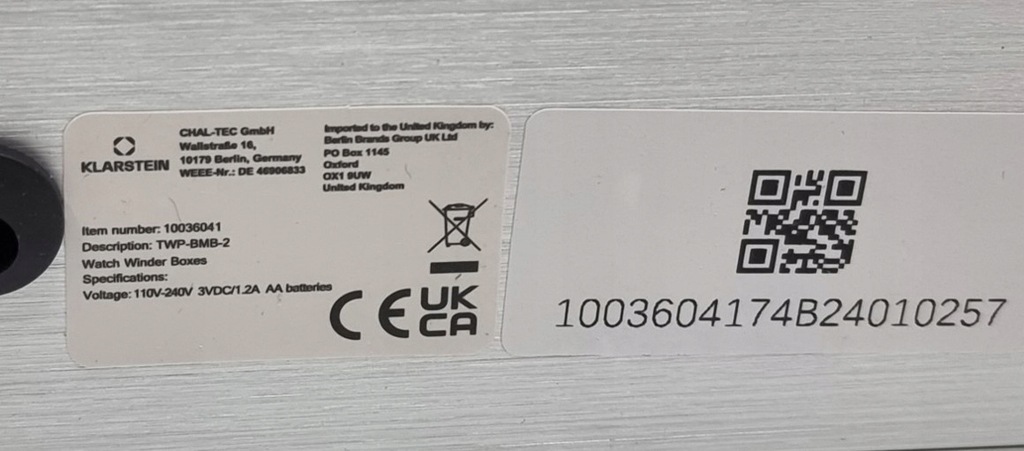 KLARSTEIN
CHAL-TEC GmbH
Wallstraße 16,
10179 Berlin, Germany
WEEE-Nr.: DE 46906833
Imported to the United Kingdom by:
Berlin Brands Group UK Ltd
PO Box 1145
Oxford
OX1 9UW
United Kingdom
Item number: 10036041
Description: TWP-BMB-2
Watch Winder Boxes
Specifications:
Voltage: 110V-240V 3VDC/1.2A AA batteries
CE
UK
CA
1003604174B24010257